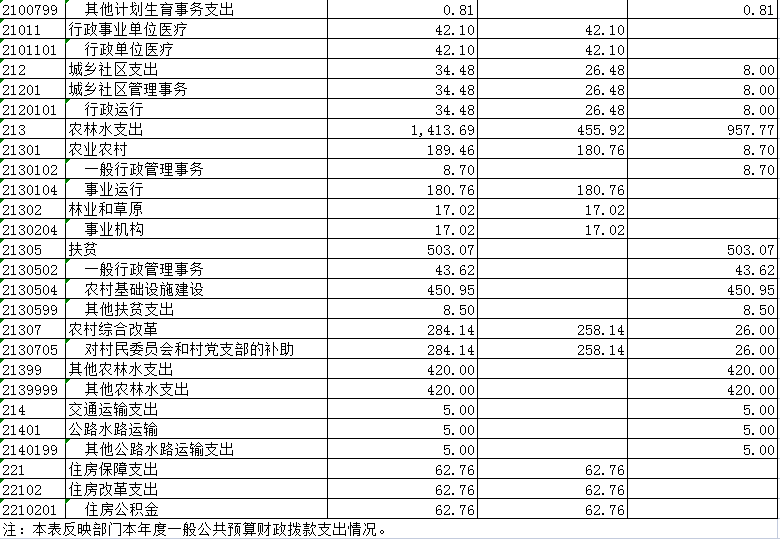 2100799 其他计划生育事务支出 0.81 0.81
21011 行政事业单位医疗 42.10 42.10
2101101 行政单位医疗 42.10 42.10
212 城乡社区支出 34.48 26.48 8.00
21201 城乡社区管理事务 34.48 26.48 8.00
2120101 行政运行 34.48 26.48 8.00
213 农林水支出 1,413.69 455.92 957.77
21301 农业农村 189.46 180.76 8.70
2130102 一般行政管理事务 8.70 8.70
2130104 事业运行 180.76 180.76
21302 林业和草原 17.02 17.02
2130204 事业机构 17.02 17.02
21305 扶贫 503.07 503.07
2130502 一般行政管理事务 43.62 43.62
2130504 农村基础设施建设 450.95 450.95
2130599 其他扶贫支出 8.50 8.50
21307 农村综合改革 284.14 258.14 26.00
2130705 对村民委员会和村党支部的补助 284.14 258.14 26.00
21399 其他农林水支出 420.00 420.00
2139999 其他农林水支出 420.00 420.00
214 交通运输支出 5.00 5.00
21401 公路水路运输 5.00 5.00
2140199 其他公路水路运输支出 5.00 5.00
221 住房保障支出 62.76 62.76
22102 住房改革支出 62.76 62.76
2210201 住房公积金 62.76 62.76
注：本表反映部门本年度一般公共预算财政拨款支出情况。